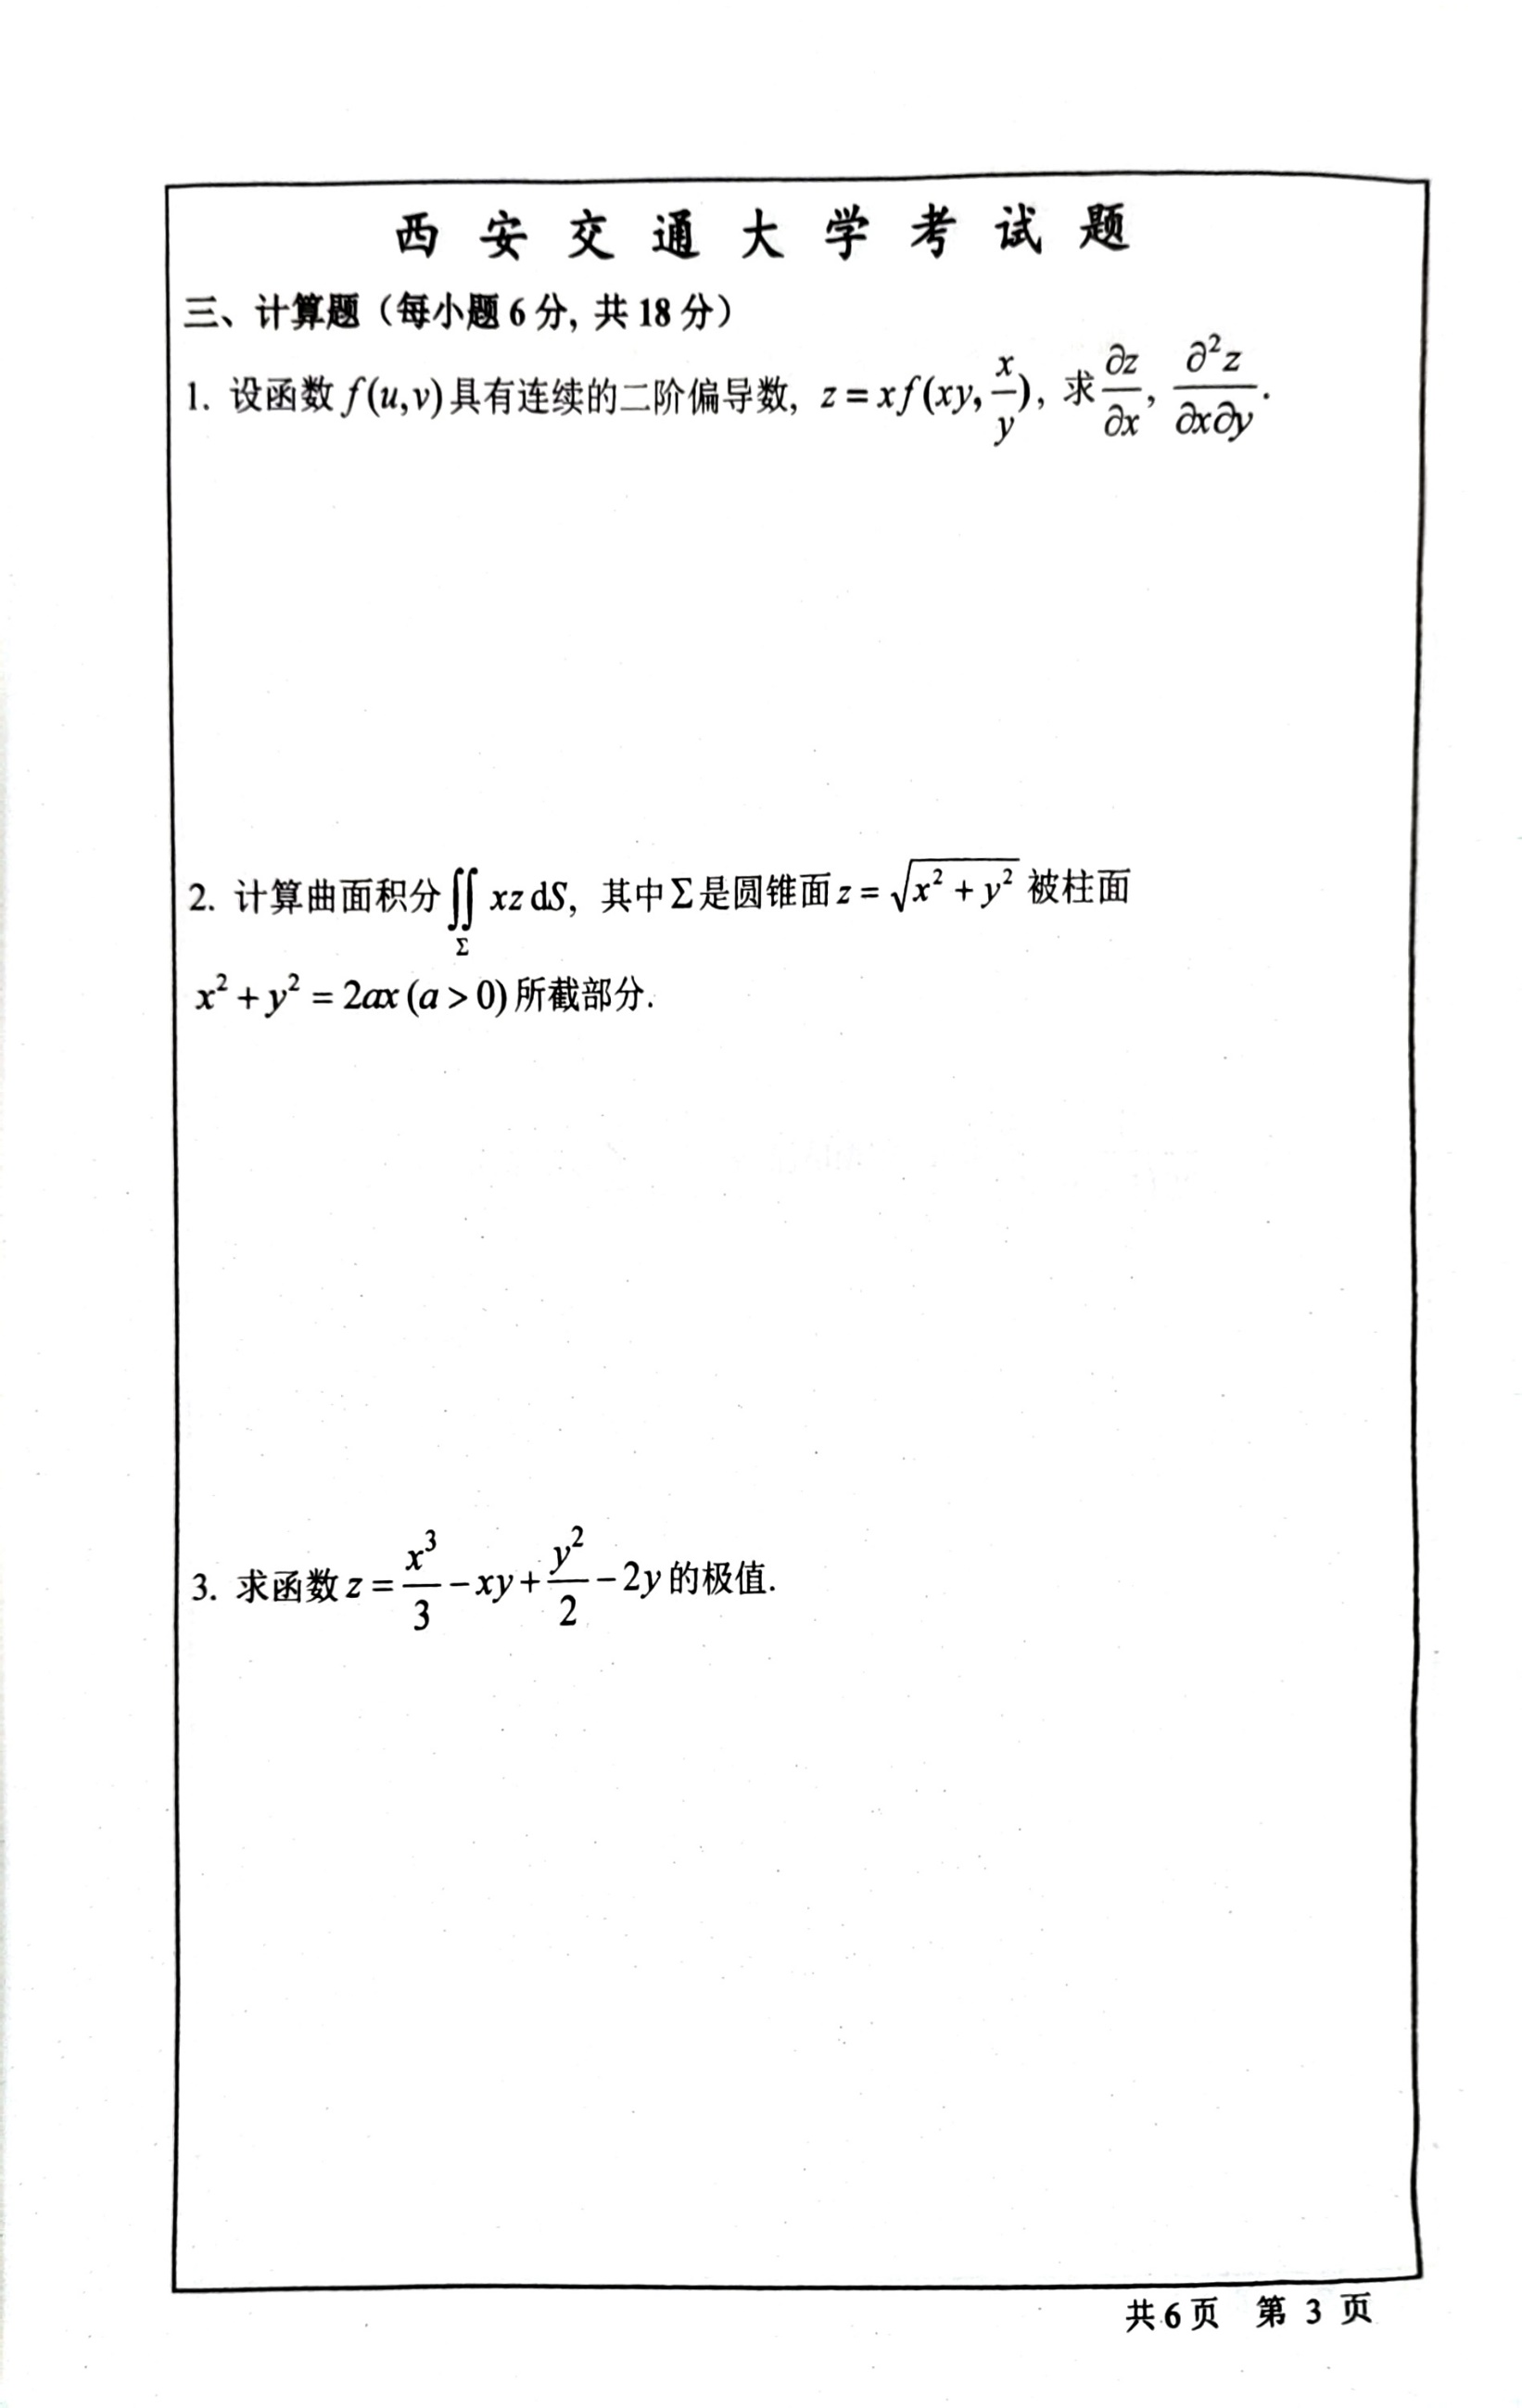 西安交通大学考试题
三、计算题（每小题 6 分, 共 18 分）
1. 设函数 f(u,v) 具有连续的二阶偏导数, z = xf(xy, x/y), 求 ∂z/∂x, ∂²z/∂x∂y.
2. 计算曲面积分 ∬_Σ xz dS, 其中 Σ 是圆锥面 z = √(x² + y²) 被柱面
x² + y² = 2ax (a > 0) 所截部分.
3. 求函数 z = x³/3 − xy + y²/2 − 2y 的极值.
共 6 页 第 3 页